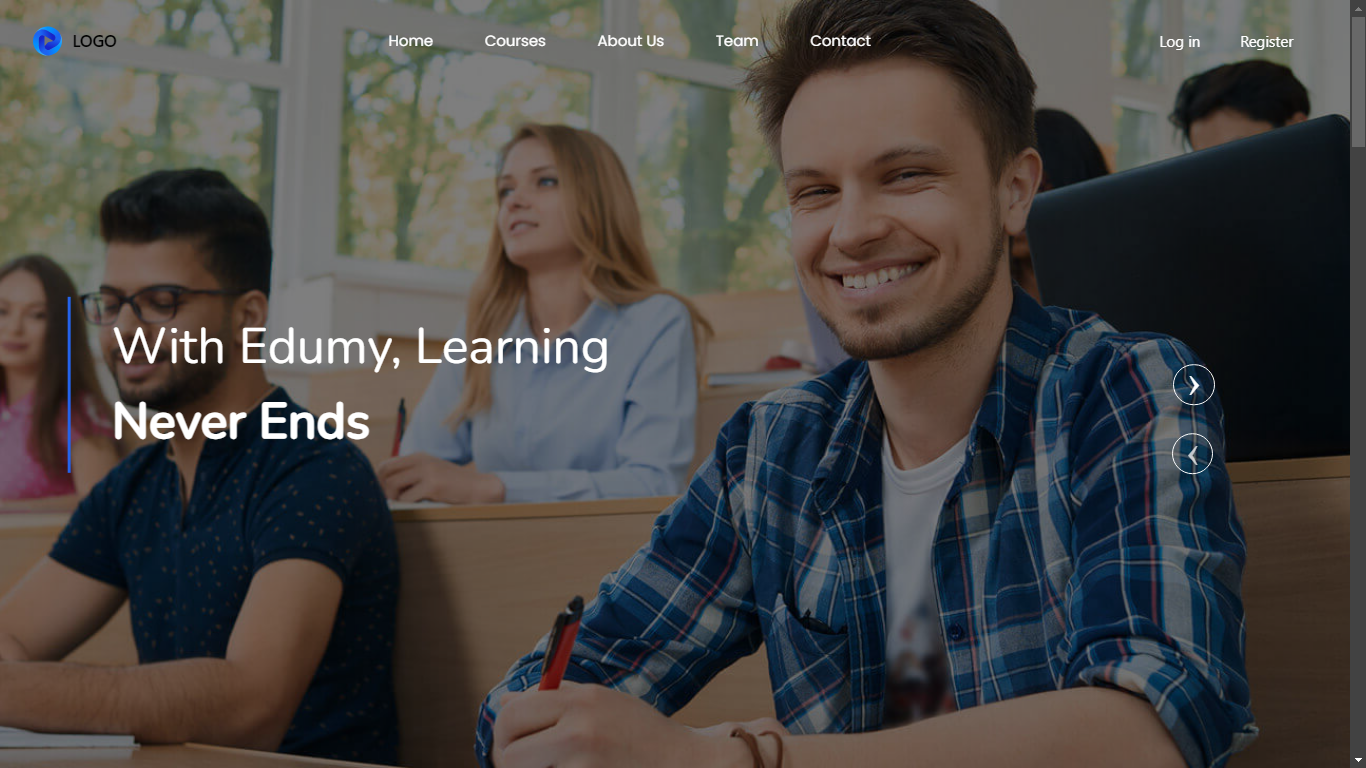 LOGO
Home Courses About Us Team Contact
Log in Register
With Edumy, Learning
Never Ends